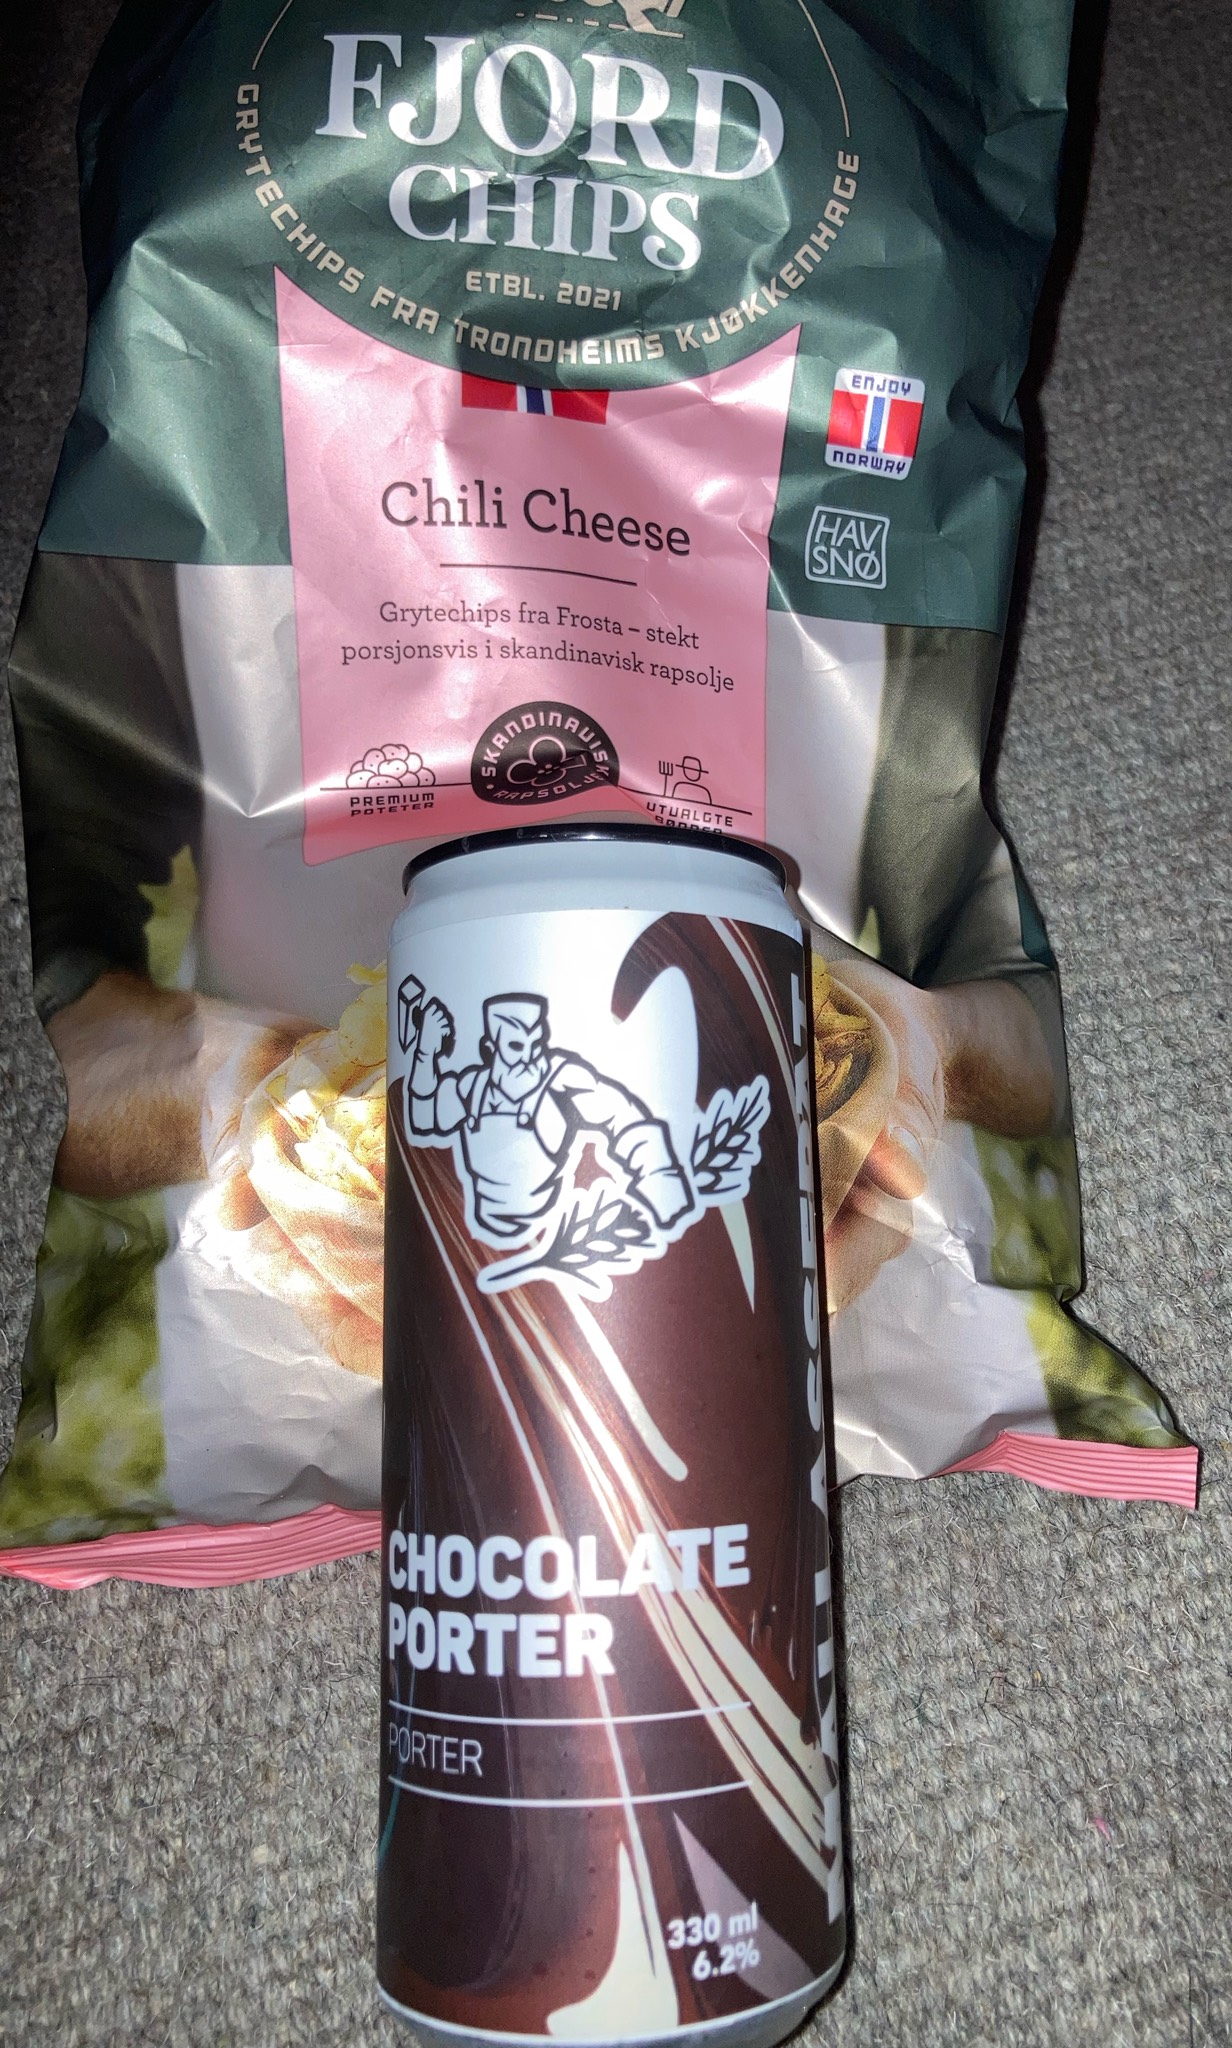 FJORD
CHIPS
ETBL. 2021
GRYTECHIPS FRA TRONDHEIMS KJØKKENHAGE
ENJOY
NORWAY
Chili Cheese
HAV
SNØ
Grytechips fra Frosta – stekt
porsjonsvis i skandinavisk rapsolje
SKANDINAVISK
RAPSOLJE
PREMIUM
POTETER
UTVALGTE
BØNDER
CHOCOLATE
PORTER
PORTER
330 ml
6.2%